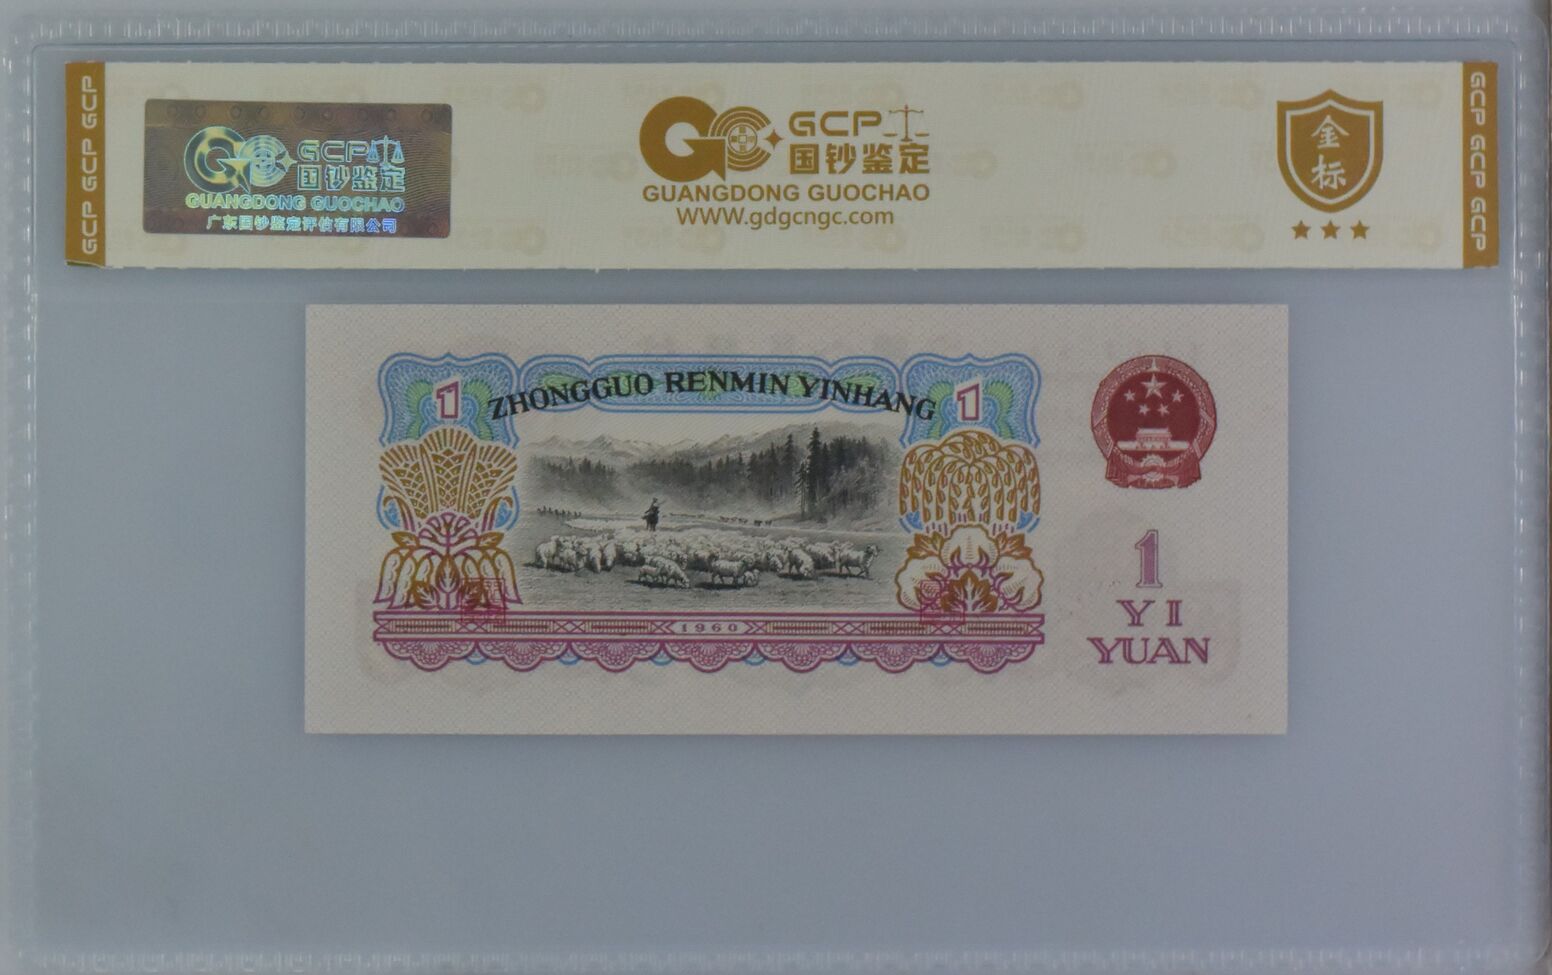 GCP GCP GCP
GCP
国钞鉴定
GUANGDONG GUOCHAO
广东国钞鉴定评估有限公司
GCP
国钞鉴定
GUANGDONG GUOCHAO
WWW.gdgcngc.com
金标
GCP GCP GCP
1 ZHONGGUO RENMIN YINHANG 1
1960
1
YI
YUAN